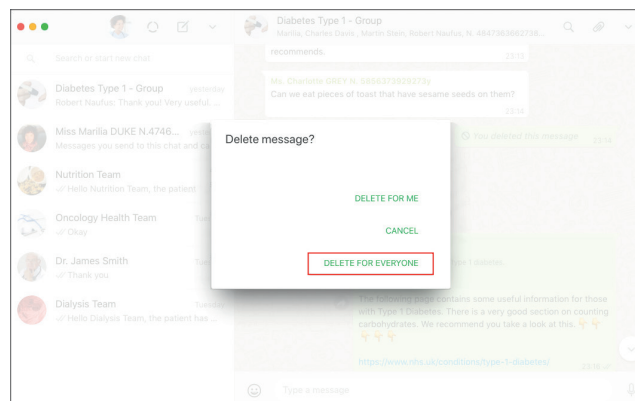 Diabetes Type 1 - Group
Marilia, Charles Davis, Martin Stein, Robert Naufus, N.
Search or start new chat
recommends.
23:13
Diabetes Type 1 - Group
yesterday
Robert Naufus: Thank you! Very useful. ...
Ms. Charlotte GREY N.
Can we eat pieces of toast that have sesame seeds on them?
23:14
Miss Marilia DUKE N.4746...
Messages you send to this chat and ca
You deleted this message
23:14
Delete message?
Nutrition Team
Hello Nutrition Team, the patient
DELETE FOR ME
Oncology Health Team
Okay
CANCEL
Dr. James Smith
Thank you.
DELETE FOR EVERYONE
Dialysis Team
Tuesday
Hello Dialysis Team, the patient has ...
The following page contains some useful information for those
with Type 1 Diabetes. There is a very good section on counting
carbohydrates. We recommend you take a look at this.
https://www.nhs.uk/conditions/type-1-diabetes/
23:16
Type a message